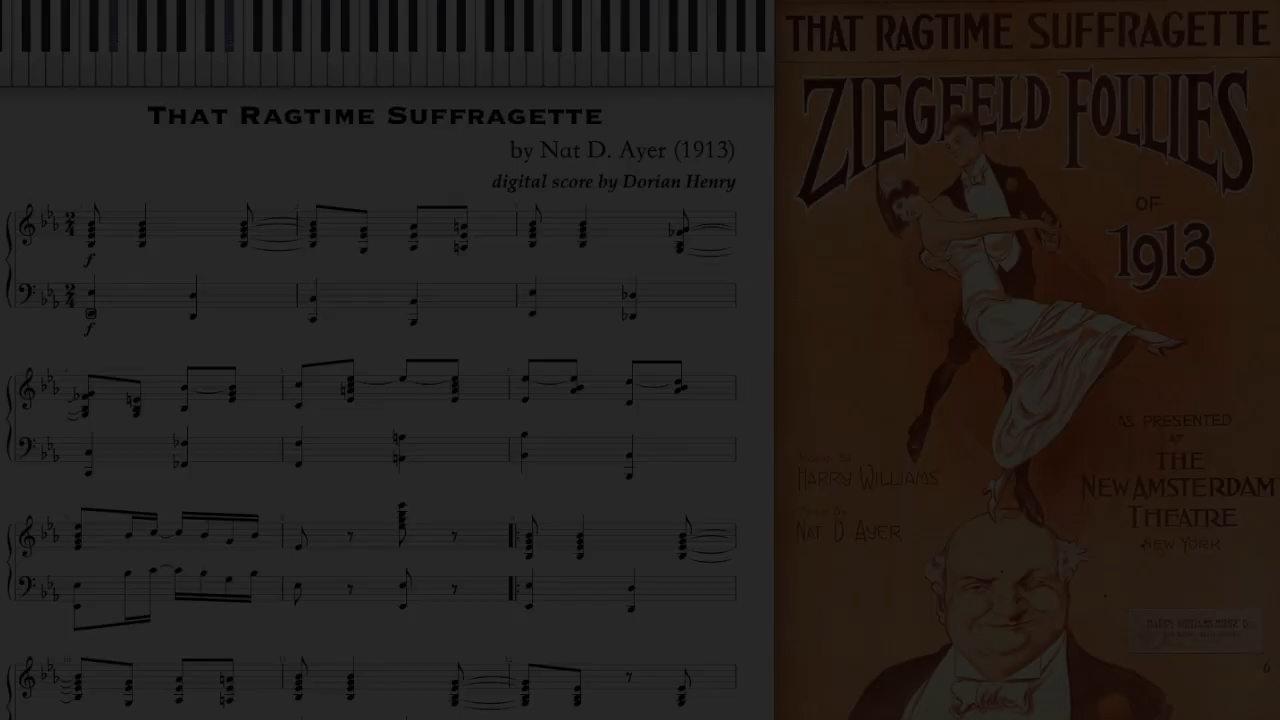 THAT RAGTIME SUFFRAGETTE
by Nat D. Ayer (1913)
digital score by Dorian Henry
THAT RAGTIME SUFFRAGETTE
ZIEGFELD FOLLIES
OF
1913
AS PRESENTED
AT
THE
NEW AMSTERDAM
THEATRE
NEW YORK
HARRY WILLIAMS
NAT D AYER
6